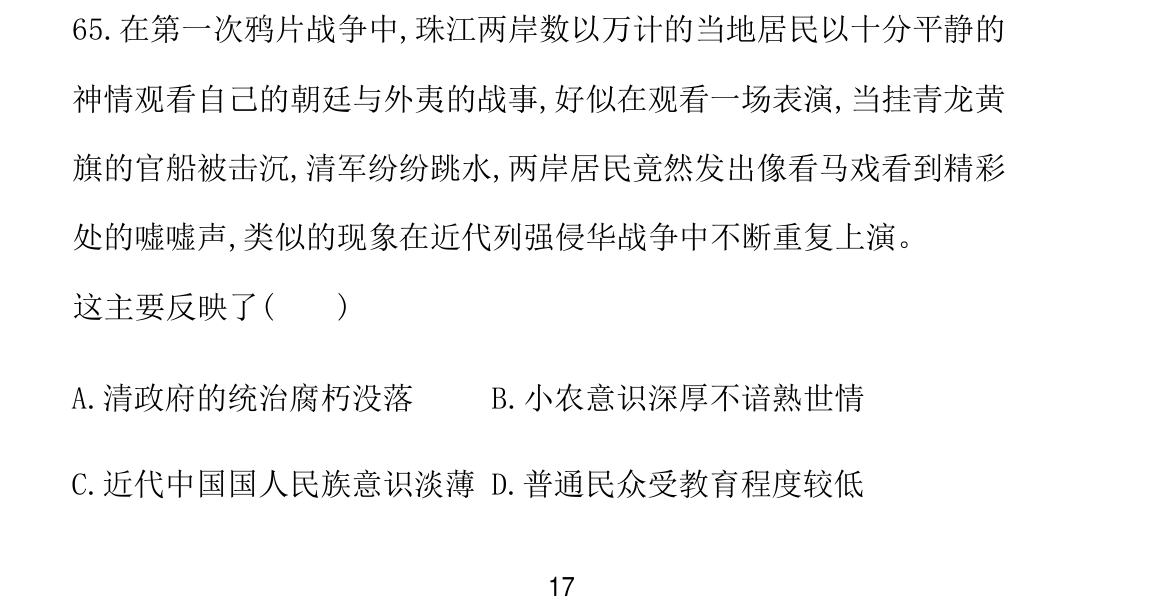 65.在第一次鸦片战争中,珠江两岸数以万计的当地居民以十分平静的
神情观看自己的朝廷与外夷的战事,好似在观看一场表演,当挂青龙黄
旗的官船被击沉,清军纷纷跳水,两岸居民竟然发出像看马戏看到精彩
处的嘘嘘声,类似的现象在近代列强侵华战争中不断重复上演。
这主要反映了(　　)
A.清政府的统治腐朽没落　　B.小农意识深厚不谙熟世情
C.近代中国国人民族意识淡薄 D.普通民众受教育程度较低
17